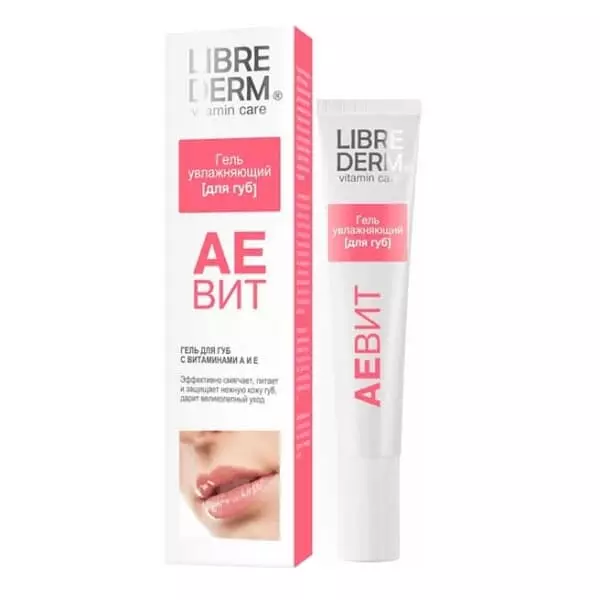 LIBRE
DERM®
vitamin care
Гель
увлажняющий
[для губ]
АЕ
ВИТ
ГЕЛЬ ДЛЯ ГУБ
С ВИТАМИНАМИ А И Е
Эффективно смягчает, питает
и защищает нежную кожу губ,
дарит великолепный уход
LIBRE
DERM®
vitamin care
Гель
увлажняющий
[для губ]
АЕВИТ